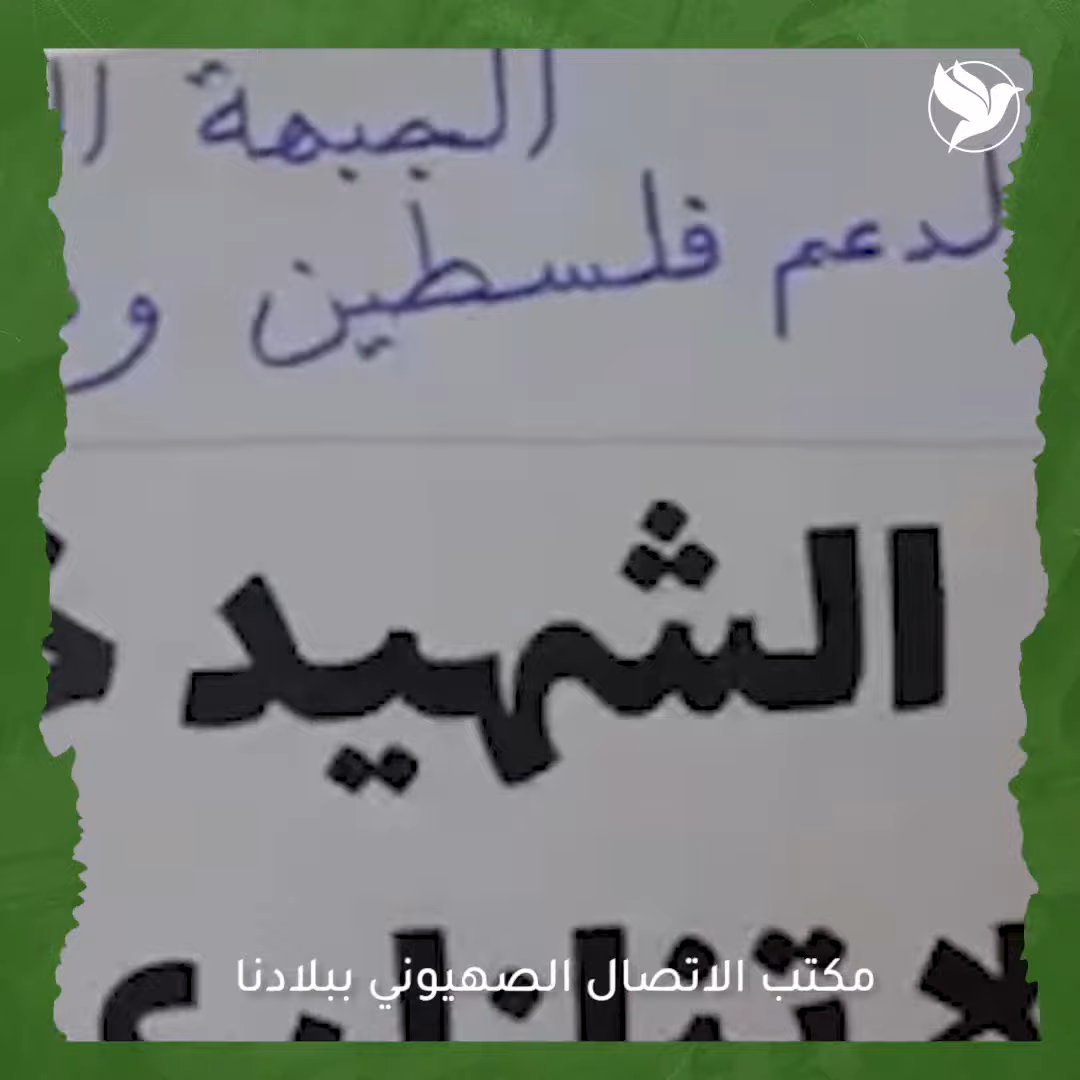 الجبهة
لدعم فلسطين و
الشهيد
مكتب الاتصال الصهيوني ببلادنا